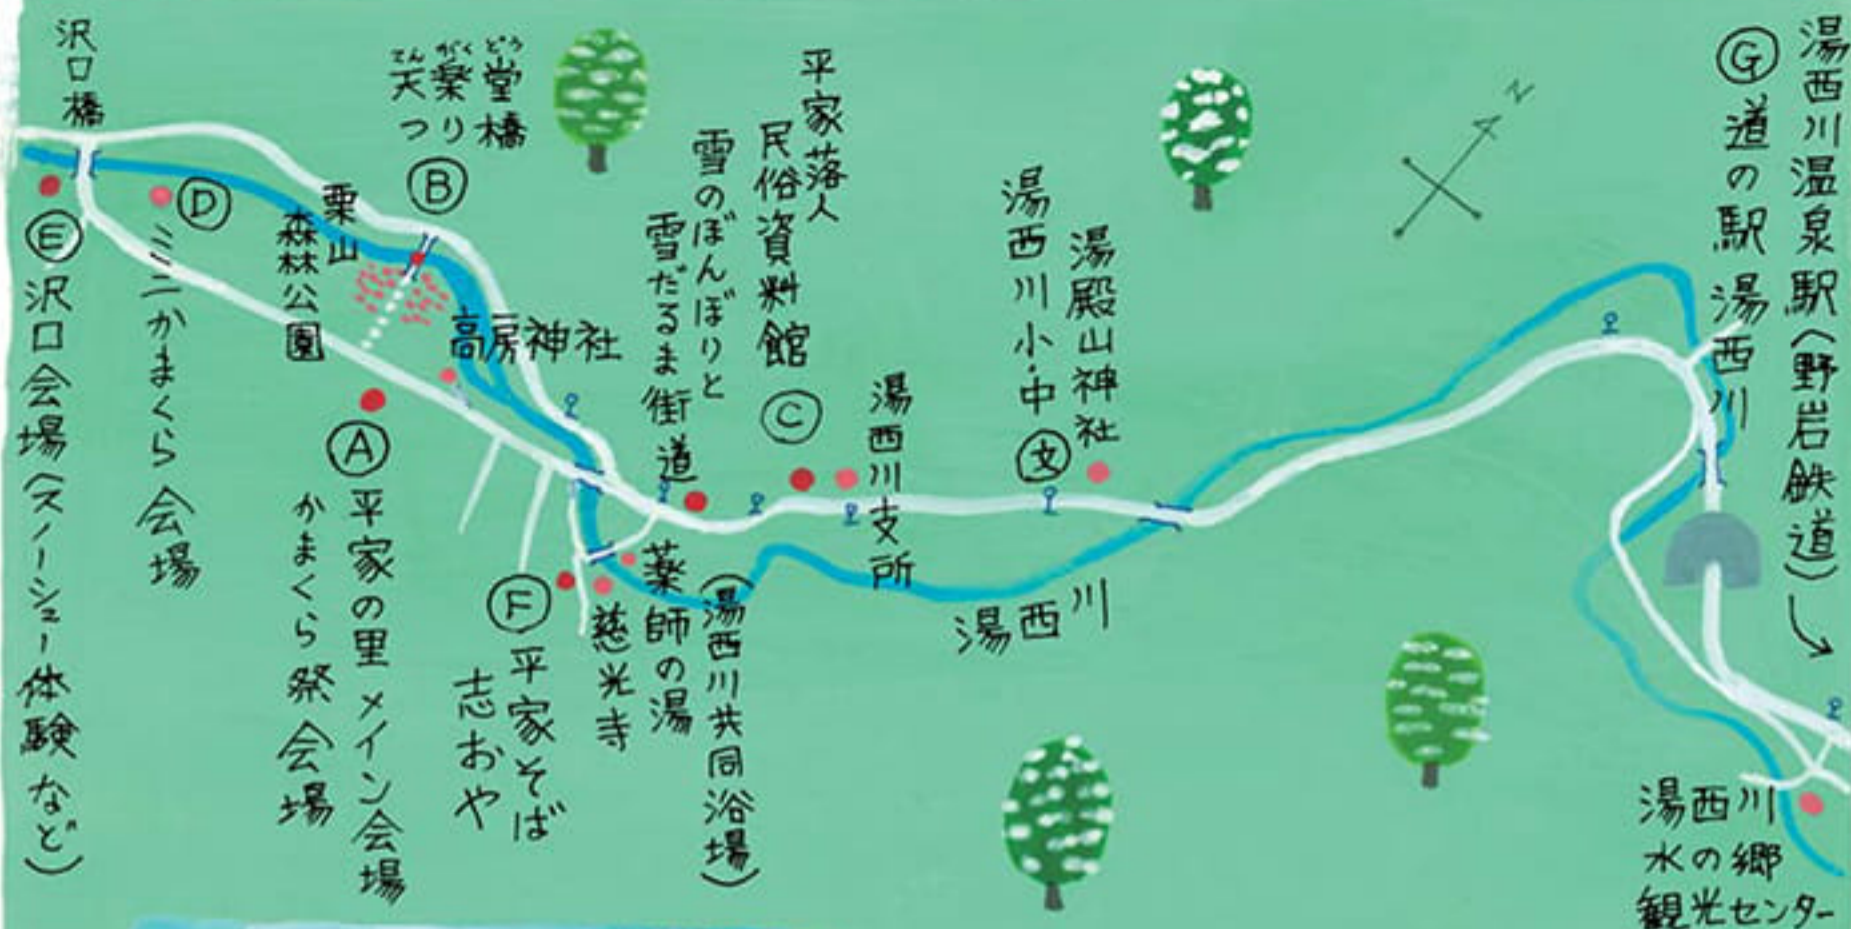 沢口橋
Ⓔ沢口会場(スノーシュー体験など)
Ⓓ
ミニかまくら会場
栗山
森林公園
てん がく どう
天楽堂
つり橋
Ⓑ
高房神社
Ⓐ平家の里メイン会場
かまくら祭会場
雪のぼんぼりと
雪だるま街道
平家落人
民俗資料館
Ⓒ
湯西川支所
Ⓕ平家そば
志おや
慈光寺
薬師の湯
(湯西川共同浴場)
湯西川小・中
文
湯殿山神社
湯西川
N
湯西川温泉駅(野岩鉄道)
Ⓖ道の駅 湯西川
湯西川
水の郷
観光センター